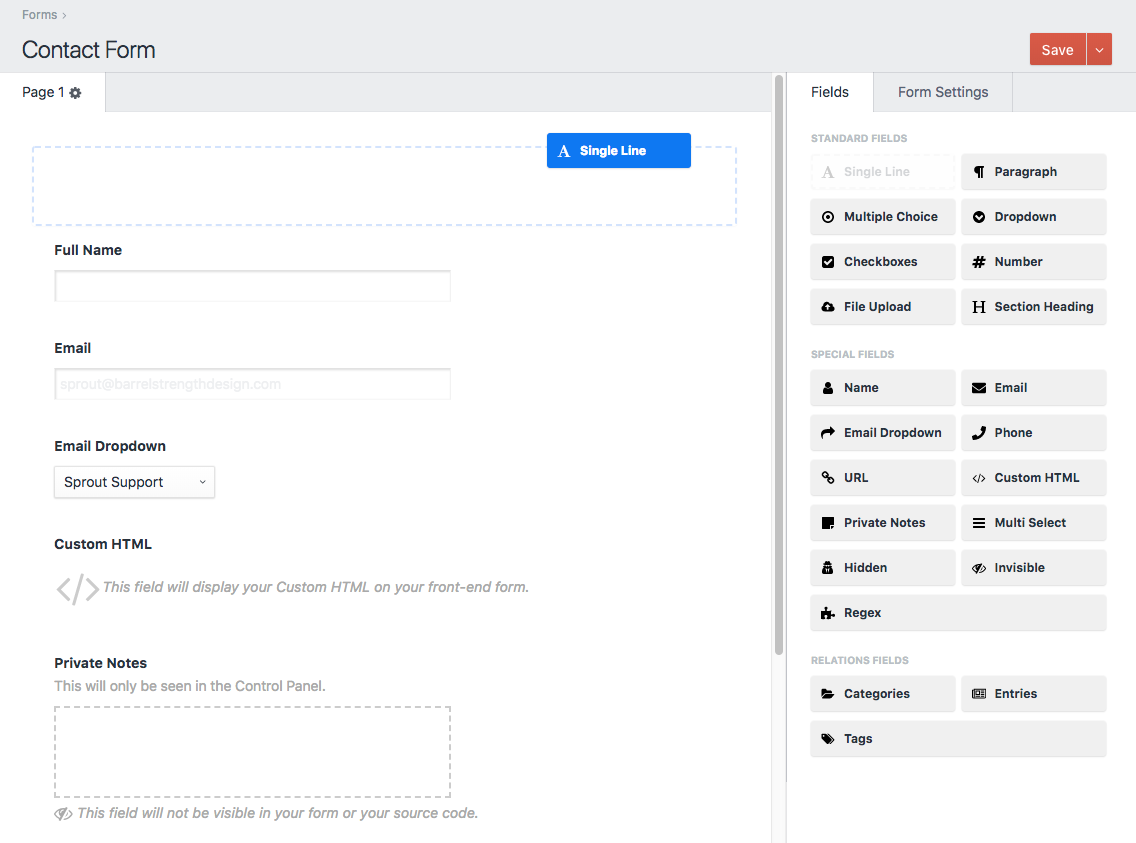 Forms ›
Contact Form
Save
Page 1
Single Line
Full Name
Email
sprout@barrelstrengthdesign.com
Email Dropdown
Sprout Support
Custom HTML
</> This field will display your Custom HTML on your front-end form.
Private Notes
This will only be seen in the Control Panel.
This field will not be visible in your form or your source code.
Fields
Form Settings
STANDARD FIELDS
Single Line
Paragraph
Multiple Choice
Dropdown
Checkboxes
Number
File Upload
Section Heading
SPECIAL FIELDS
Name
Email
Email Dropdown
Phone
URL
Custom HTML
Private Notes
Multi Select
Hidden
Invisible
Regex
RELATIONS FIELDS
Categories
Entries
Tags